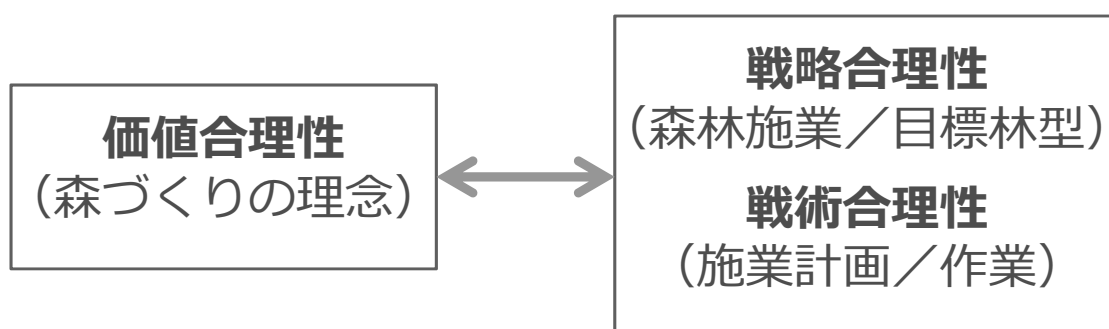 価値合理性
（森づくりの理念）
戦略合理性
（森林施業／目標林型）
戦術合理性
（施業計画／作業）